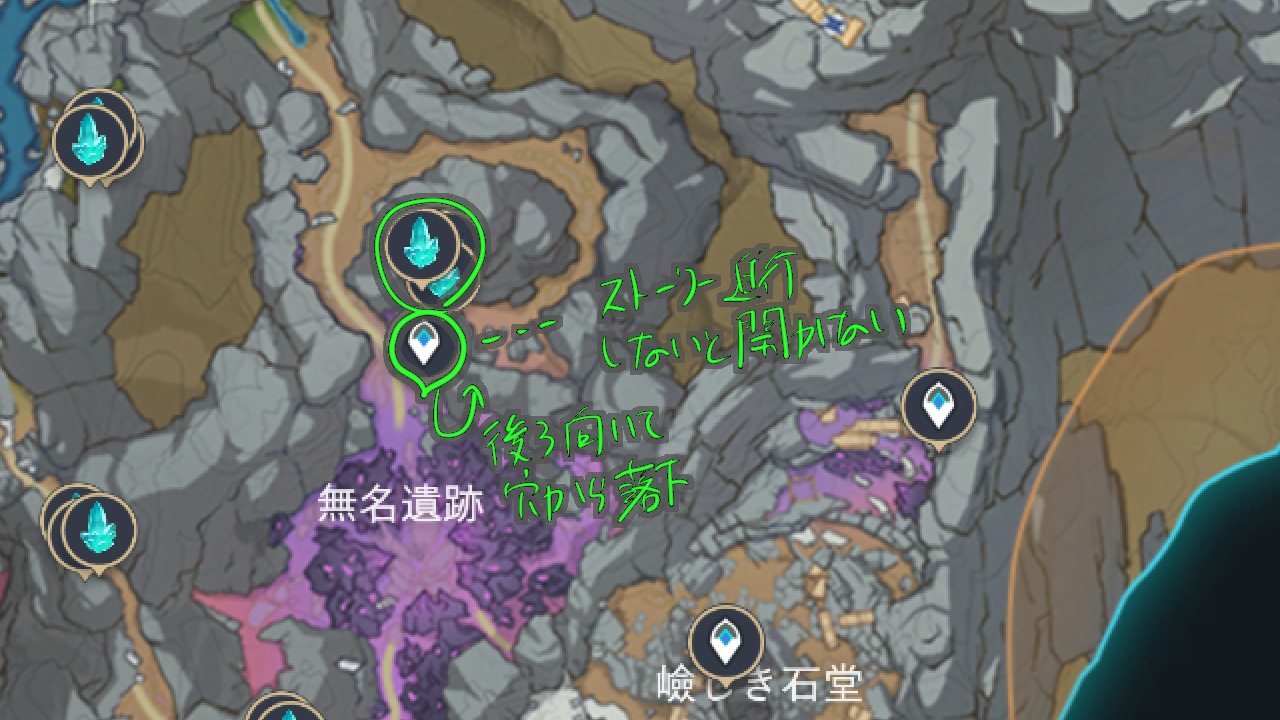 ストーリー進行
しないと開かない
後ろ向いて
穴から落下
無名遺跡
嶮しき石堂